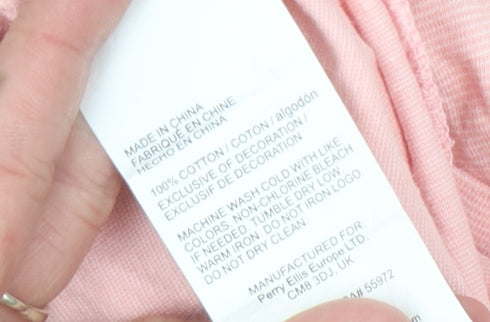 MADE IN CHINA
FABRIQUÉ EN CHINE
HECHO EN CHINA
100% COTTON / COTON / algodón
EXCLUSIVE OF DECORATION /
EXCLUSIF DE DECORATION /
MACHINE WASH COLD WITH LIKE
COLORS, NON-CHLORINE BLEACH
IF NEEDED, TUMBLE DRY LOW
WARM IRON. DO NOT IRON LOGO.
DO NOT DRY CLEAN.
MANUFACTURED FOR:
Perry Ellis Europe LTD,
CM8 3DJ, UK
CA# 55972